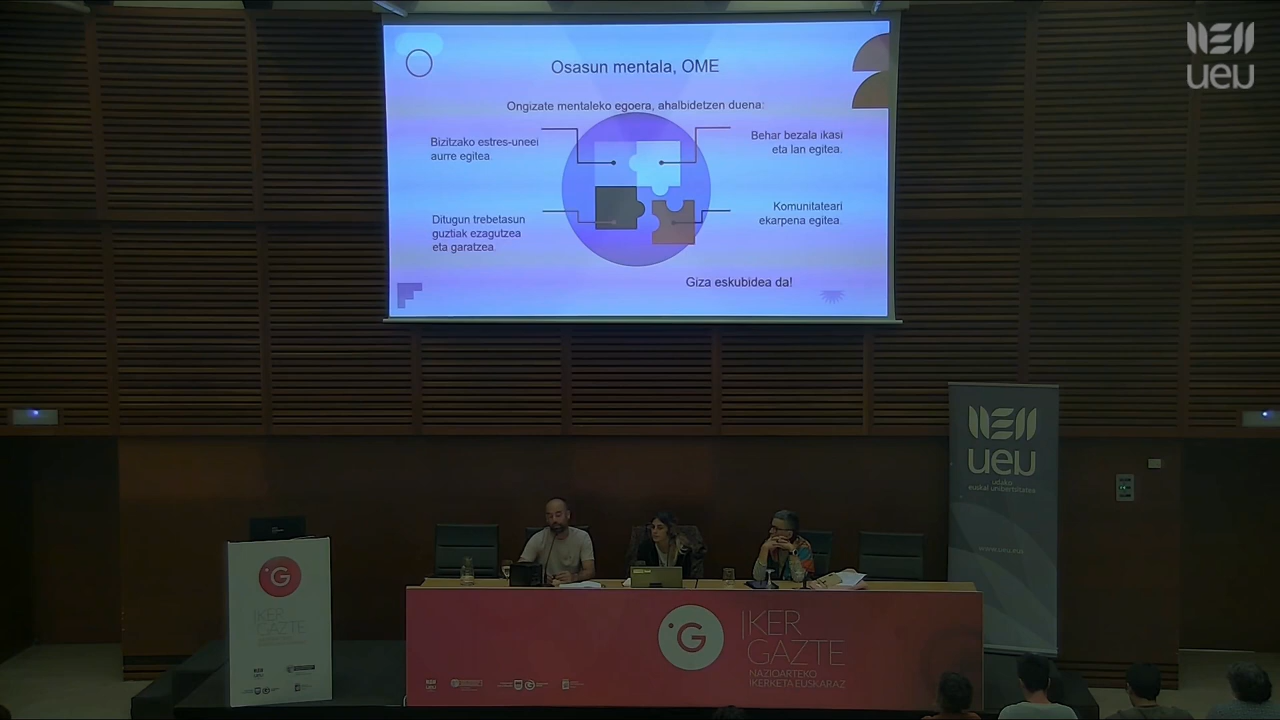 UEU
Osasun mentala, OME
Ongizate mentaleko egoera, ahalbidetzen duena:
Bizitzako estres-uneei
aurre egitea.
Behar bezala ikasi
eta lan egitea.
Ditugun trebetasun
guztiak ezagutzea
eta garatzea.
Komunitateari
ekarpena egitea.
Giza eskubidea da!
ueu
udako
euskal unibertsitatea
www.ueu.eus
G
IKER
GAZTE
G
IKER
GAZTE
NAZIOARTEKO
IKERKETA EUSKARAZ